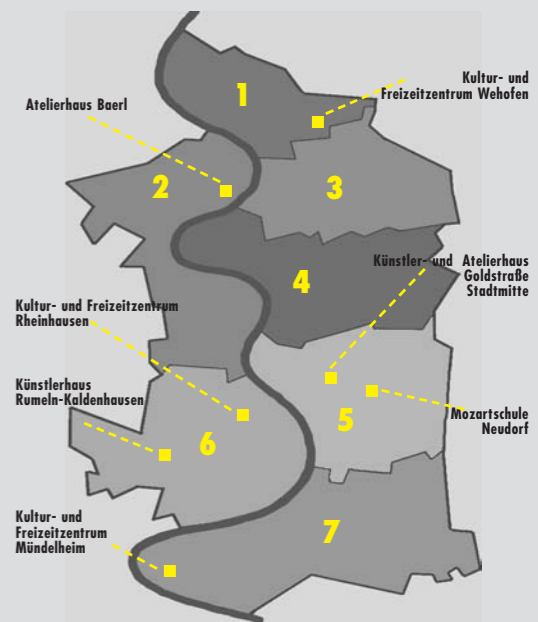 1
Kultur- und
Freizeitzentrum Wehofen
Atelierhaus Baerl
2
3
Künstler- und Atelierhaus
Goldstraße
Stadtmitte
4
Kultur- und Freizeitzentrum
Rheinhausen
Künstlerhaus
Rumeln-Kaldenhausen
5
Mozartschule
Neudorf
6
Kultur- und
Freizeitzentrum
Mündelheim
7